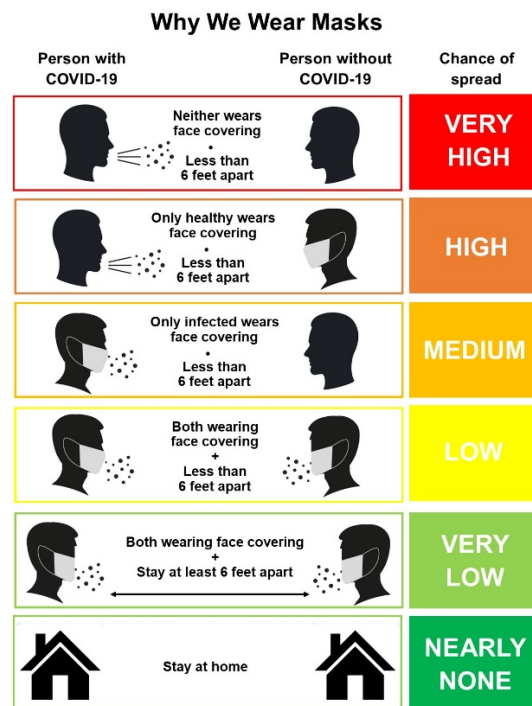 Why We Wear Masks
Person with
COVID-19
Person without
COVID-19
Chance of
spread
Neither wears
face covering
•
Less than
6 feet apart
VERY
HIGH
Only healthy wears
face covering
•
Less than
6 feet apart
HIGH
Only infected wears
face covering
•
Less than
6 feet apart
MEDIUM
Both wearing
face covering
+
Less than
6 feet apart
LOW
Both wearing face covering
+
Stay at least 6 feet apart
VERY
LOW
Stay at home
NEARLY
NONE